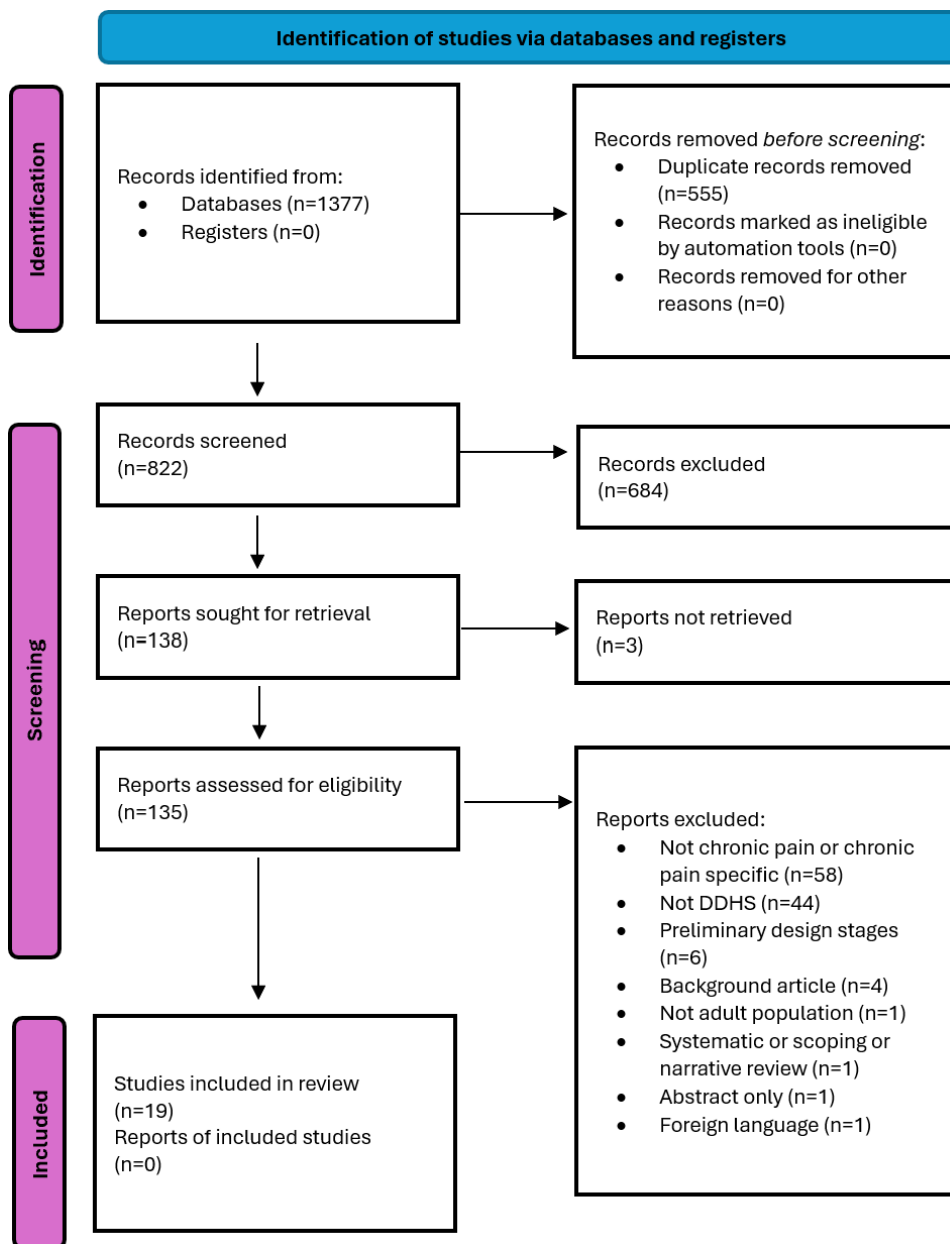 Identification of studies via databases and registers
Identification
Records identified from:
• Databases (n=1377)
• Registers (n=0)
Records removed before screening:
• Duplicate records removed
(n=555)
• Records marked as ineligible
by automation tools (n=0)
• Records removed for other
reasons (n=0)
Screening
Records screened
(n=822)
Records excluded
(n=684)
Reports sought for retrieval
(n=138)
Reports not retrieved
(n=3)
Reports assessed for eligibility
(n=135)
Reports excluded:
• Not chronic pain or chronic
pain specific (n=58)
• Not DDHS (n=44)
• Preliminary design stages
(n=6)
• Background article (n=4)
• Not adult population (n=1)
• Systematic or scoping or
narrative review (n=1)
• Abstract only (n=1)
• Foreign language (n=1)
Included
Studies included in review
(n=19)
Reports of included studies
(n=0)